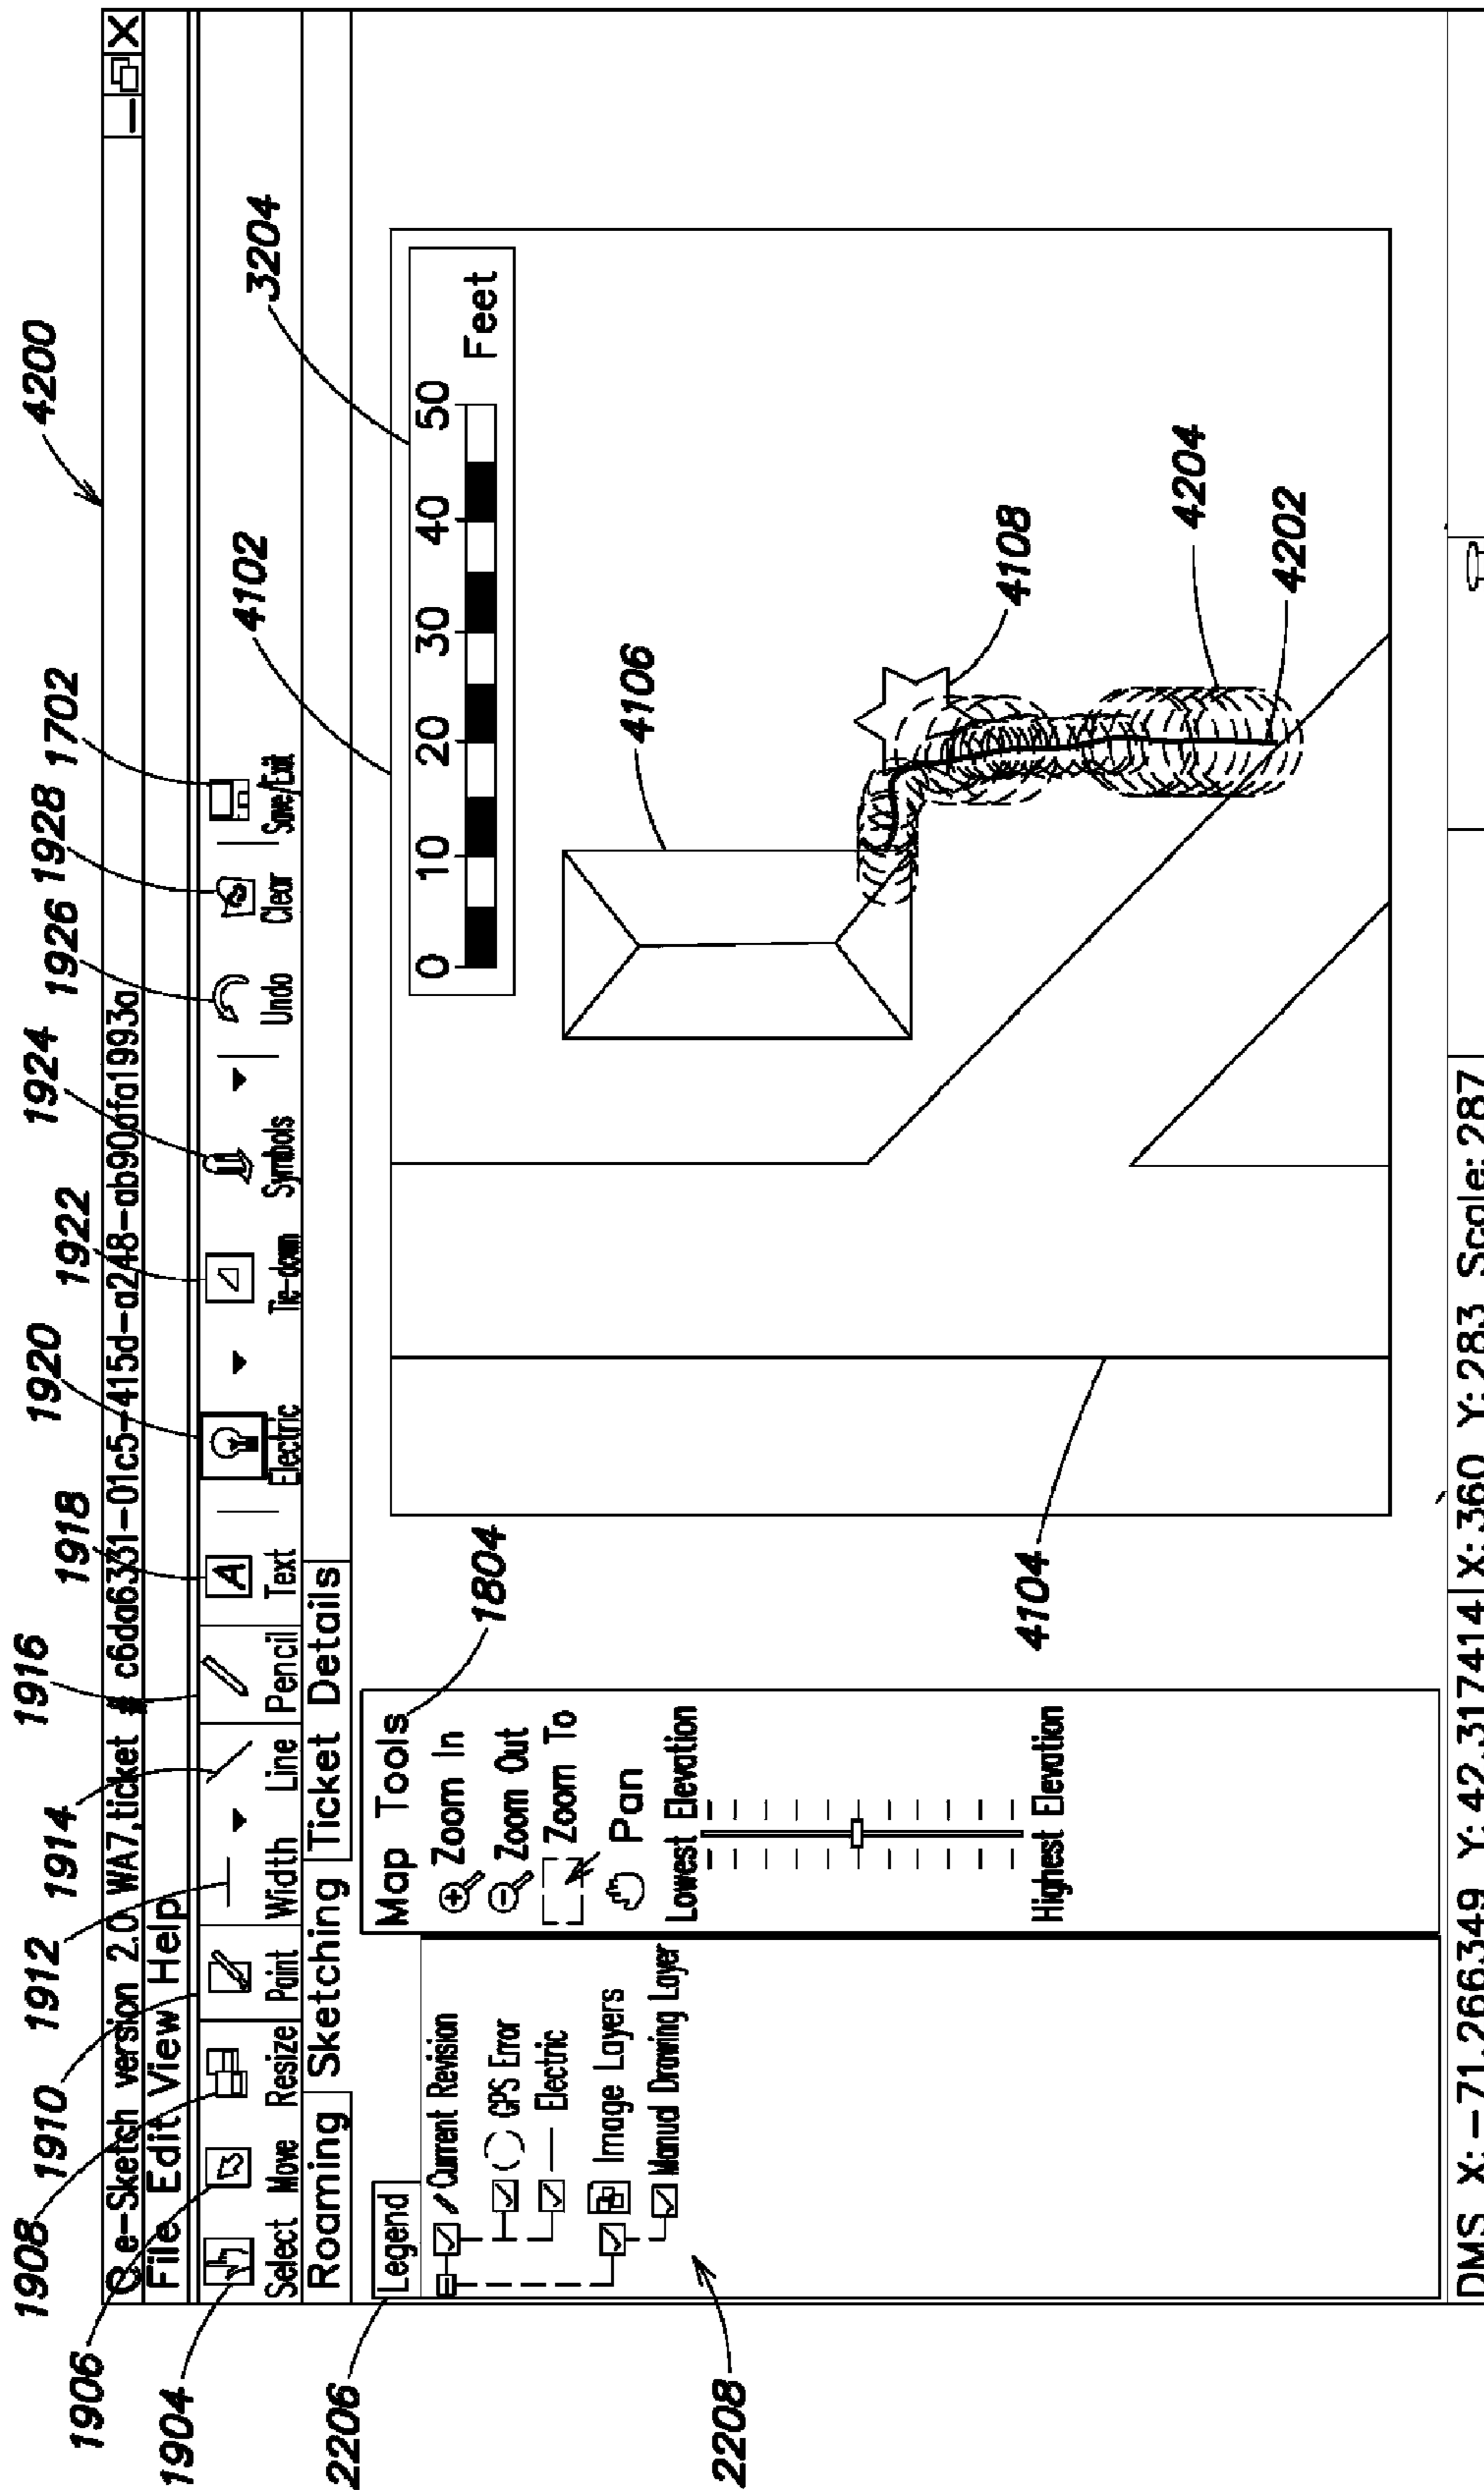 4200
1904
1906
1908
1910
1912
1914
1916
1918
1920
1922
1924
1926
1928
1702
e-Sketch version 2.0 WA7,ticket # c6da6331-01c5-415d-a248-ab90dfa1993a
File Edit View Help
Select Move Resize Paint Width Line Pencil Text Electric Tie-down Symbols Undo Clear Save/Exit
Roaming Sketching Ticket Details
2206
Legend
Current Revision
GPS Error
Electric
Image Layers
Manual Drawing Layer
2208
Map Tools
1804
Zoom In
Zoom Out
Zoom To
Pan
Lowest Elevation
Highest Elevation
4102
3204
0 10 20 30 40 50
Feet
4106
4108
4204
4202
4104
DMS X:-71.266349 Y:42.317414 X:360 Y:283 Scale:287